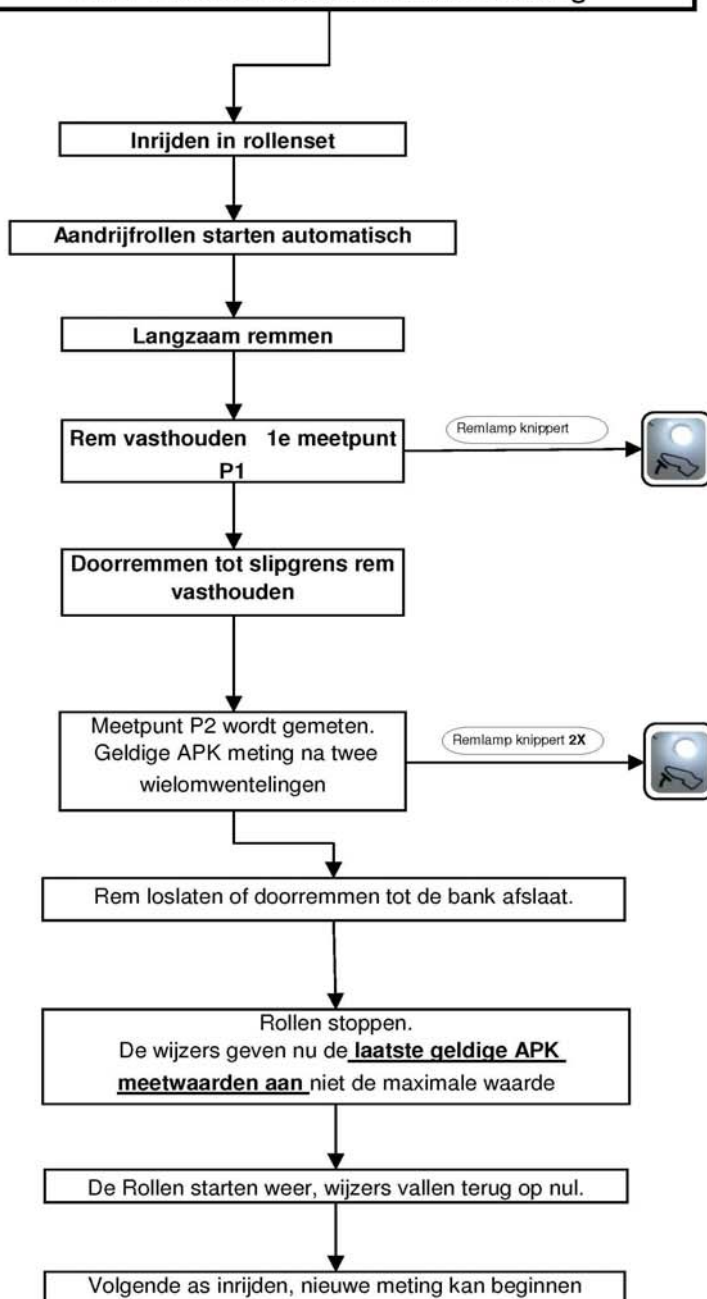 Inrijden in rollenset
Aandrijfrollen starten automatisch
Langzaam remmen
Rem vasthouden 1e meetpunt
P1
Remlamp knippert
Doorremmen tot slipgrens rem
vasthouden
Meetpunt P2 wordt gemeten.
Geldige APK meting na twee
wielomwentelingen
Remlamp knippert 2X
Rem loslaten of doorremmen tot de bank afslaat.
Rollen stoppen.
De wijzers geven nu de laatste geldige APK
meetwaarden aan niet de maximale waarde
De Rollen starten weer, wijzers vallen terug op nul.
Volgende as inrijden, nieuwe meting kan beginnen